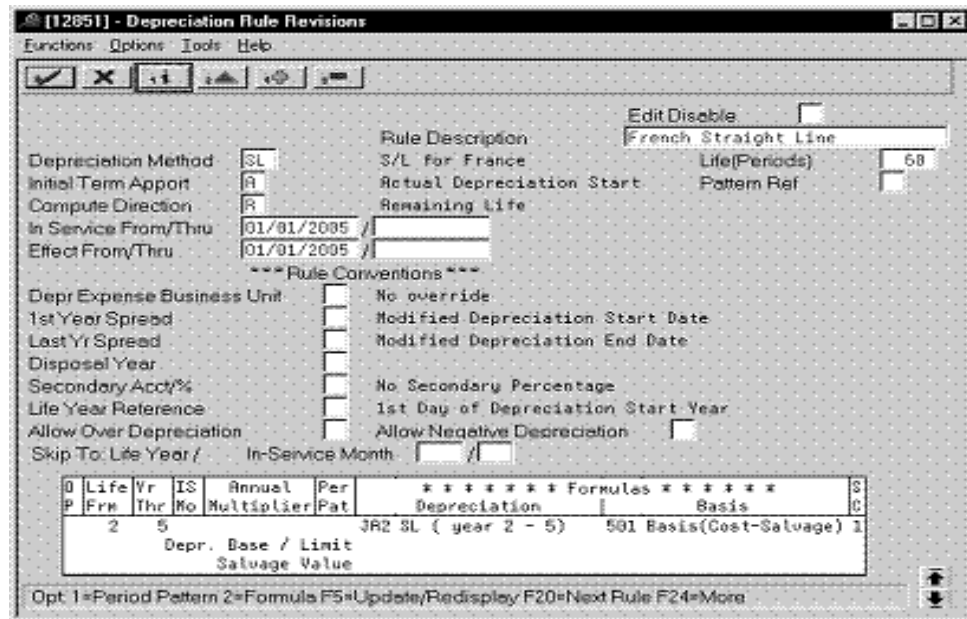 [12851] - Depreciation Rule Revisions
Functions Options Tools Help
Edit Disable
Rule Description French Straight Line
Depreciation Method SL S/L for France Life(Periods) 60
Initial Term Apport A Actual Depreciation Start Pattern Ref
Compute Direction R Remaining Life
In Service From/Thru 01/01/2005 /
Effect From/Thru 01/01/2005 /
*** Rule Conventions ***
Depr Expense Business Unit No override
1st Year Spread Modified Depreciation Start Date
Last Yr Spread Modified Depreciation End Date
Disposal Year
Secondary Acct/% No Secondary Percentage
Life Year Reference 1st Day of Depreciation Start Year
Allow Over Depreciation Allow Negative Depreciation
Skip To: Life Year / In-Service Month /
O Life Yr IS Annual Per * * * * * * * Formulas * * * * * * S
P Frm Thr Mo Multiplier Pat Depreciation Basis C
2 5 JA2 SL ( year 2 - 5) 501 Basis(Cost-Salvage) 1
Depr. Base / Limit
Salvage Value
Opt: 1=Period Pattern 2=Formula F5=Update/Redisplay F20=Next Rule F24=More